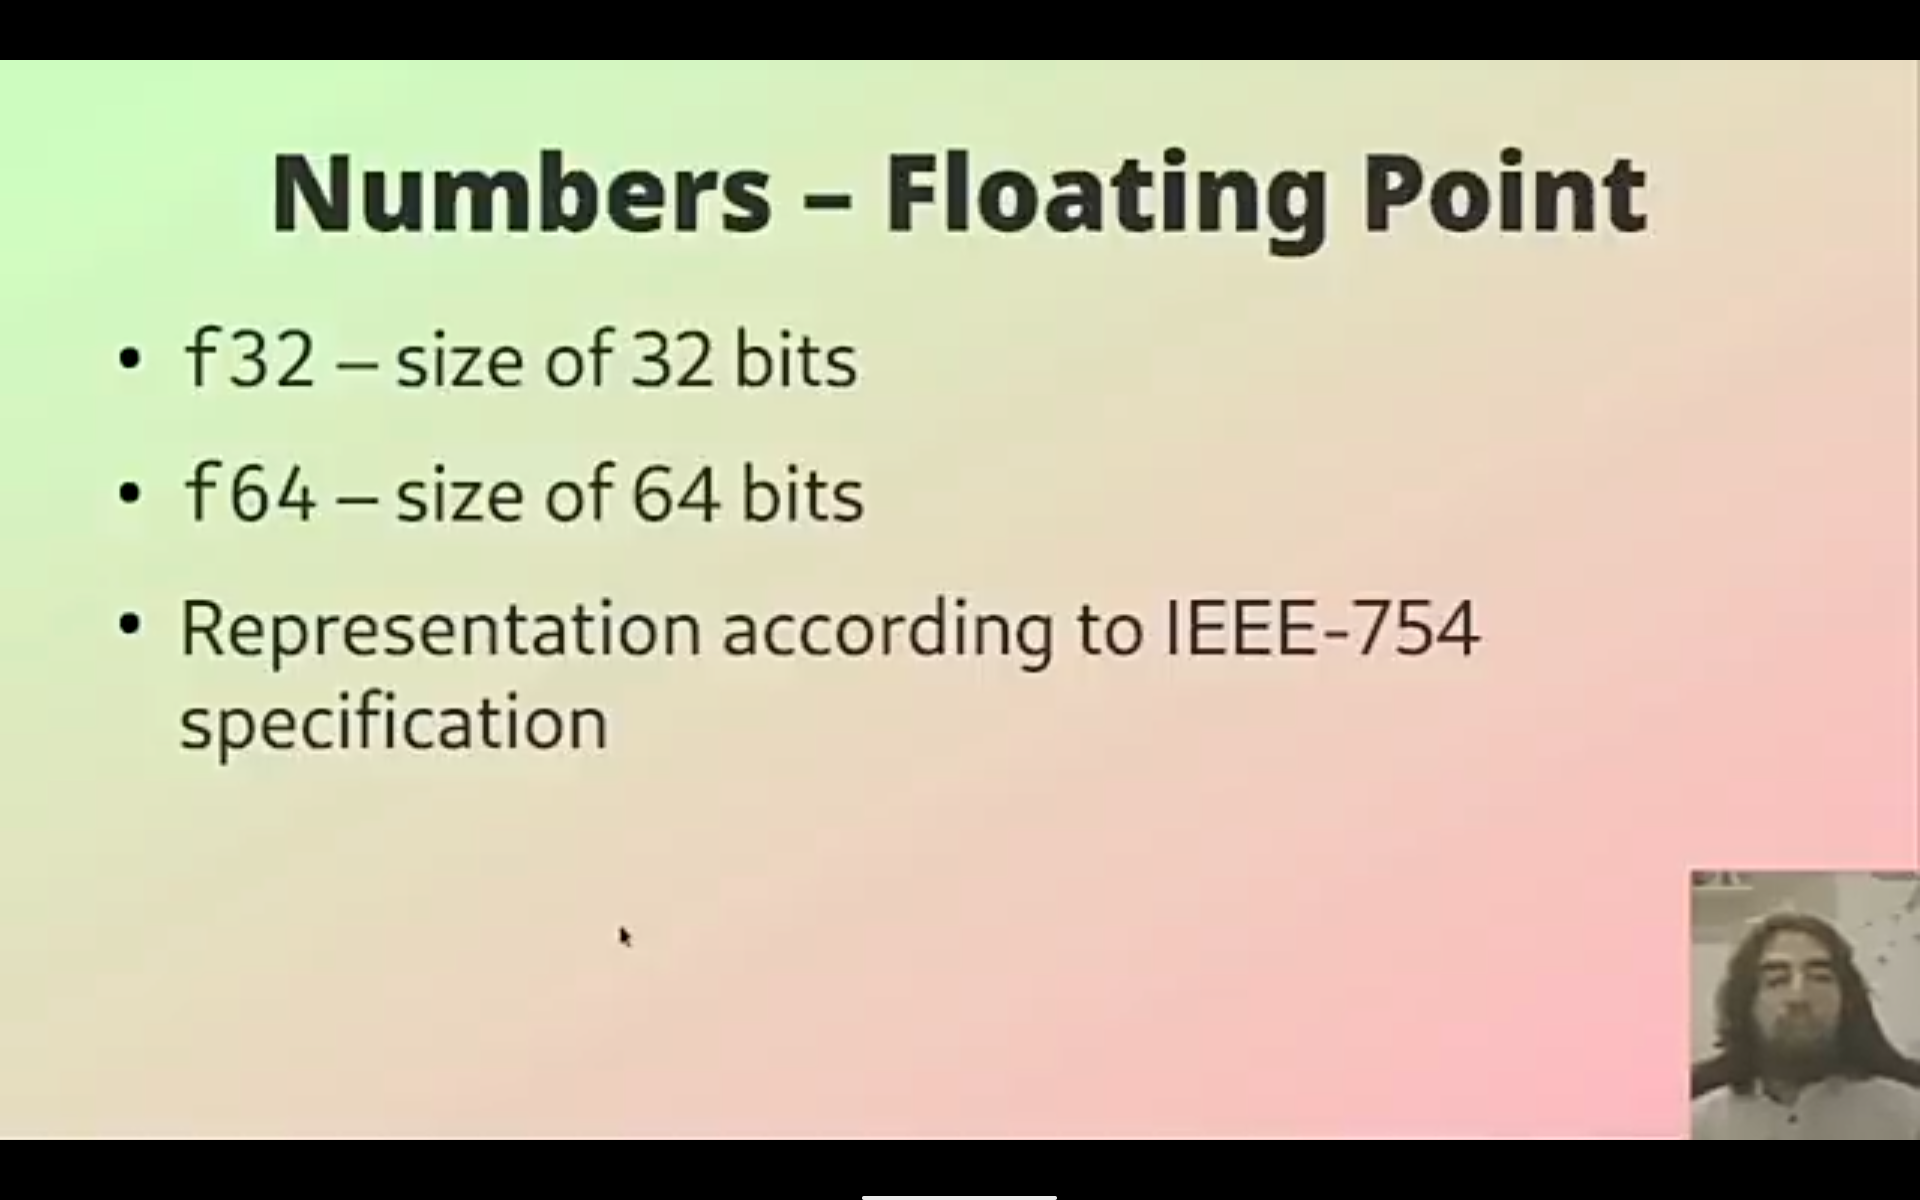 Numbers – Floating Point
• f32 – size of 32 bits
• f64 – size of 64 bits
• Representation according to IEEE-754
specification